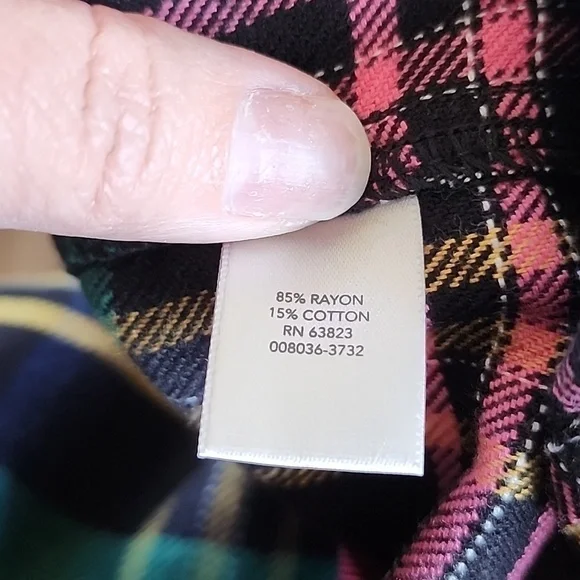 85% RAYON
15% COTTON
RN 63823
008036-3732